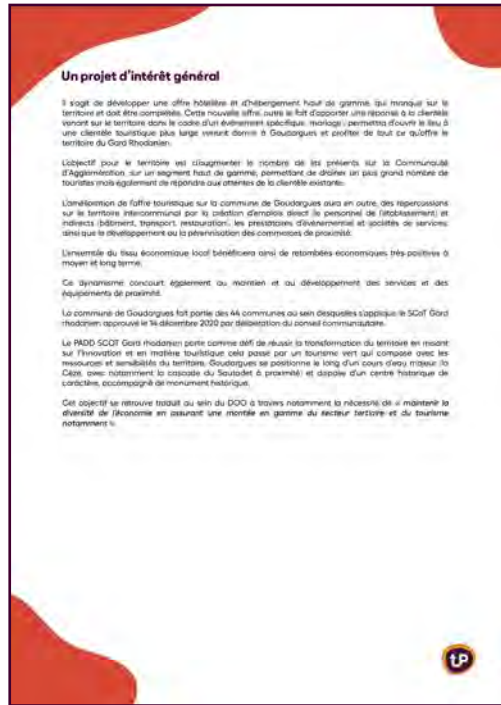 Un projet d'intérêt général
Il s'agit de développer une offre hôtelière et d'hébergement haut de gamme, qui manque sur le
territoire et doit être complétée. Cette nouvelle offre, outre le fait d'apporter une réponse à la clientèle
venant sur le territoire dans le cadre d'un événement spécifique, mariage ; permettra d'ouvrir le lieu à
une clientèle touristique plus large venant dormir à Goudargues et profiter de tout ce qu'offre le
territoire du Gard Rhodanien.
L'objectif pour le territoire est d'augmenter le nombre de lits présents sur la Communauté
d'Agglomération, sur un segment haut de gamme, permettant de drainer un plus grand nombre de
touristes mais également de répondre aux attentes de la clientèle existante.
L'amélioration de l'offre touristique sur la commune de Goudargues aura en outre, des répercussions
sur le territoire intercommunal par la création d'emplois direct (le personnel de l'établissement) et
indirects (bâtiment, transport, restauration, les prestataires d'événementiel et sociétés de services,
ainsi que le développement ou la pérennisation des commerces de proximité.
L'ensemble du tissu économique local bénéficiera ainsi de retombées économiques très positives à
moyen et long terme.
Ce dynamisme concourt également au maintien et au développement des services et des
équipements de proximité.
La commune de Goudargues fait partie des 44 communes au sein desquelles s'applique le SCoT Gard
rhodanien approuvé le 14 décembre 2020 par délibération du conseil communautaire.
Le PADD SCOT Gard rhodanien porte comme défi de réussir la transformation du territoire en misant
sur l'innovation et en matière touristique cela passe par un tourisme vert qui compose avec les
ressources et sensibilités du territoire. Goudargues se positionne le long d'un cours d'eau majeur (la
Cèze, avec notamment la cascade du Sautadet à proximité) et dispose d'un centre historique de
caractère, accompagné de monument historique.
Cet objectif se retrouve traduit au sein du DOO à travers notamment la nécessité de « maintenir la
diversité de l'économie en assurant une montée en gamme du secteur tertiaire et du tourisme
notamment ».
tP